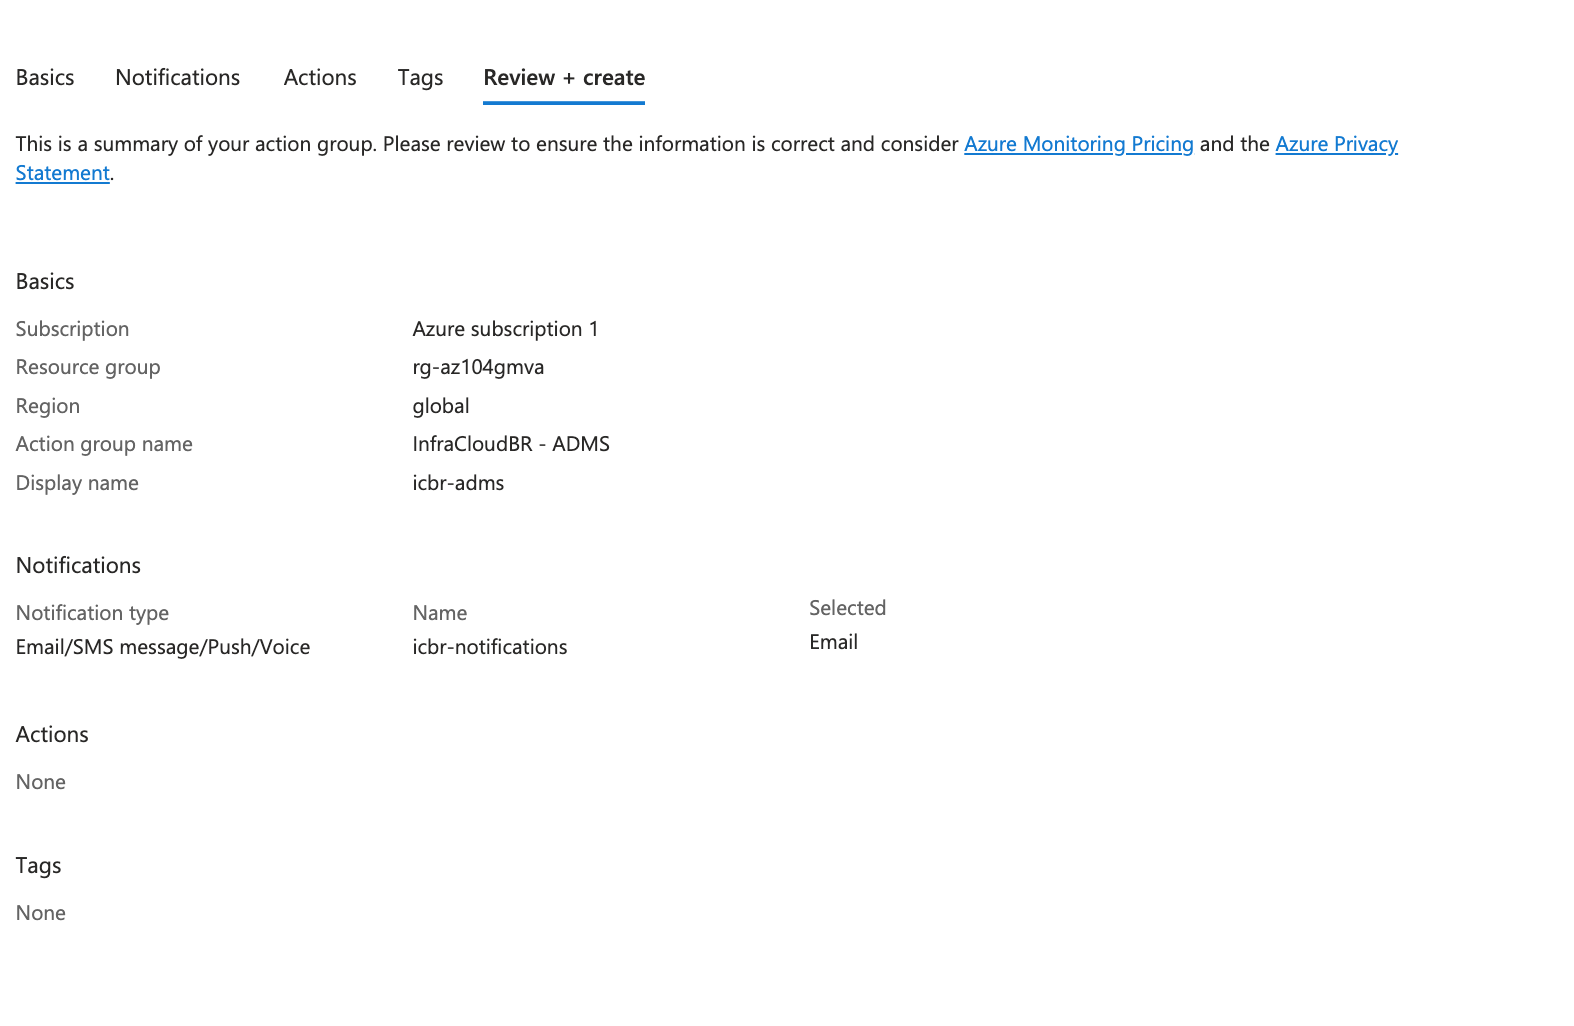 Basics Notifications Actions Tags Review + create
This is a summary of your action group. Please review to ensure the information is correct and consider Azure Monitoring Pricing and the Azure Privacy
Statement.
Basics
Subscription Azure subscription 1
Resource group rg-az104gmva
Region global
Action group name InfraCloudBR - ADMS
Display name icbr-adms
Notifications
Notification type Name Selected
Email/SMS message/Push/Voice icbr-notifications Email
Actions
None
Tags
None